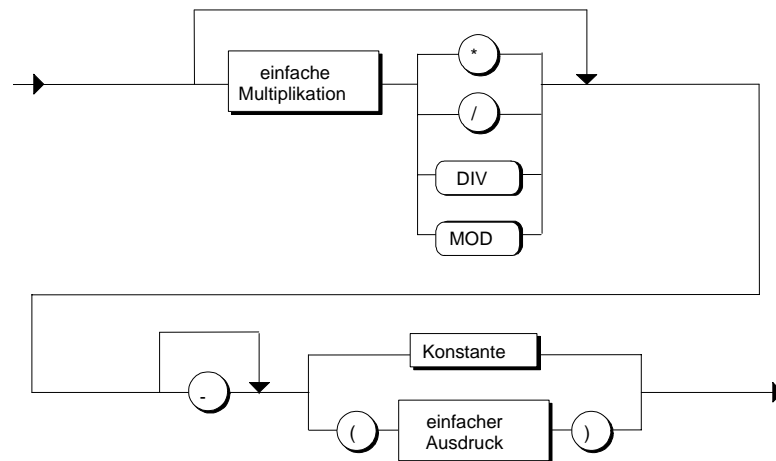 *
einfache
Multiplikation
/
DIV
MOD
Konstante
-
(
einfacher
Ausdruck
)